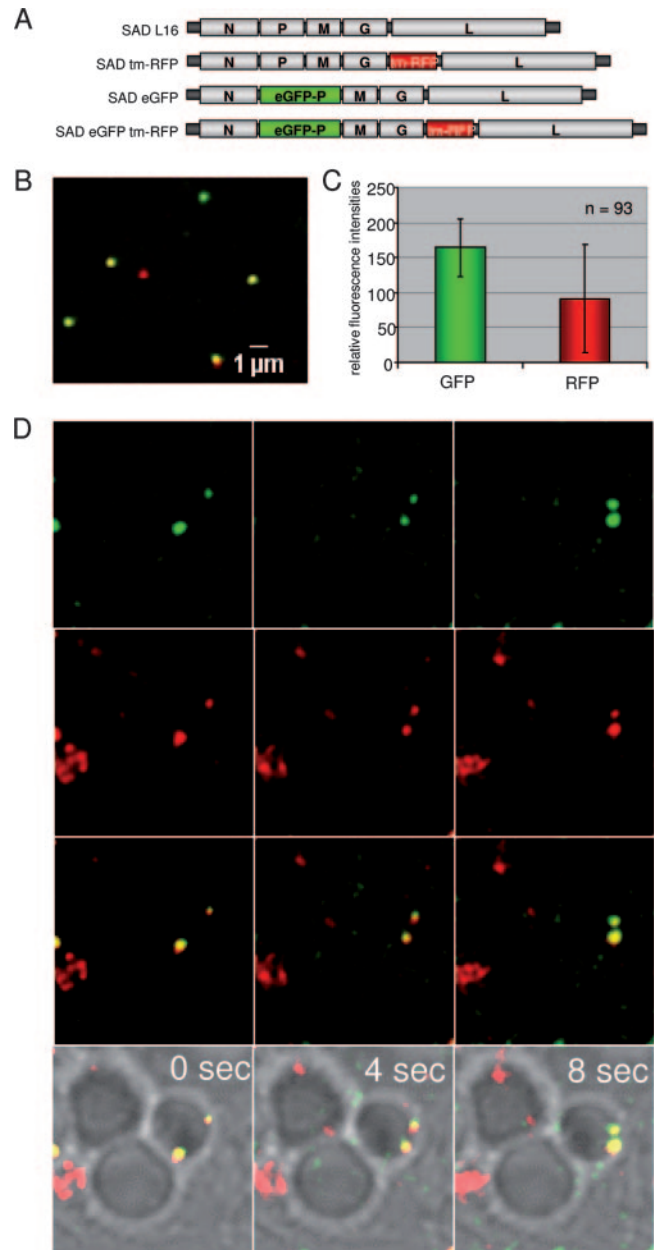 A
SAD L16 N P M G L
SAD tm-RFP N P M G tm-RFP L
SAD eGFP N eGFP-P M G L
SAD eGFP tm-RFP N eGFP-P M G tm-RFP L
B
1 µm
C
relative fluorescence intensities
250
200
150
100
50
0
n = 93
GFP RFP
D
0 sec 4 sec 8 sec